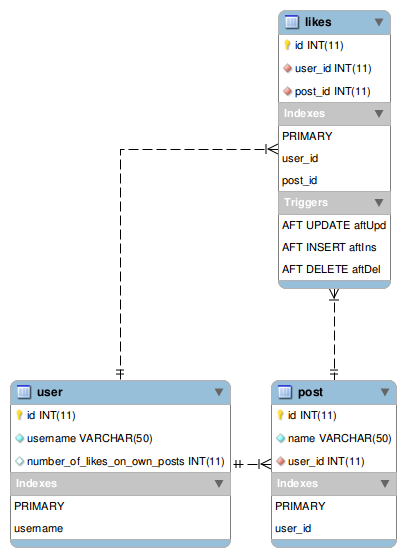 likes
id INT(11)
user_id INT(11)
post_id INT(11)
Indexes
PRIMARY
user_id
post_id
Triggers
AFT UPDATE aftUpd
AFT INSERT aftIns
AFT DELETE aftDel
user
id INT(11)
username VARCHAR(50)
number_of_likes_on_own_posts INT(11)
Indexes
PRIMARY
username
post
id INT(11)
name VARCHAR(50)
user_id INT(11)
Indexes
PRIMARY
user_id